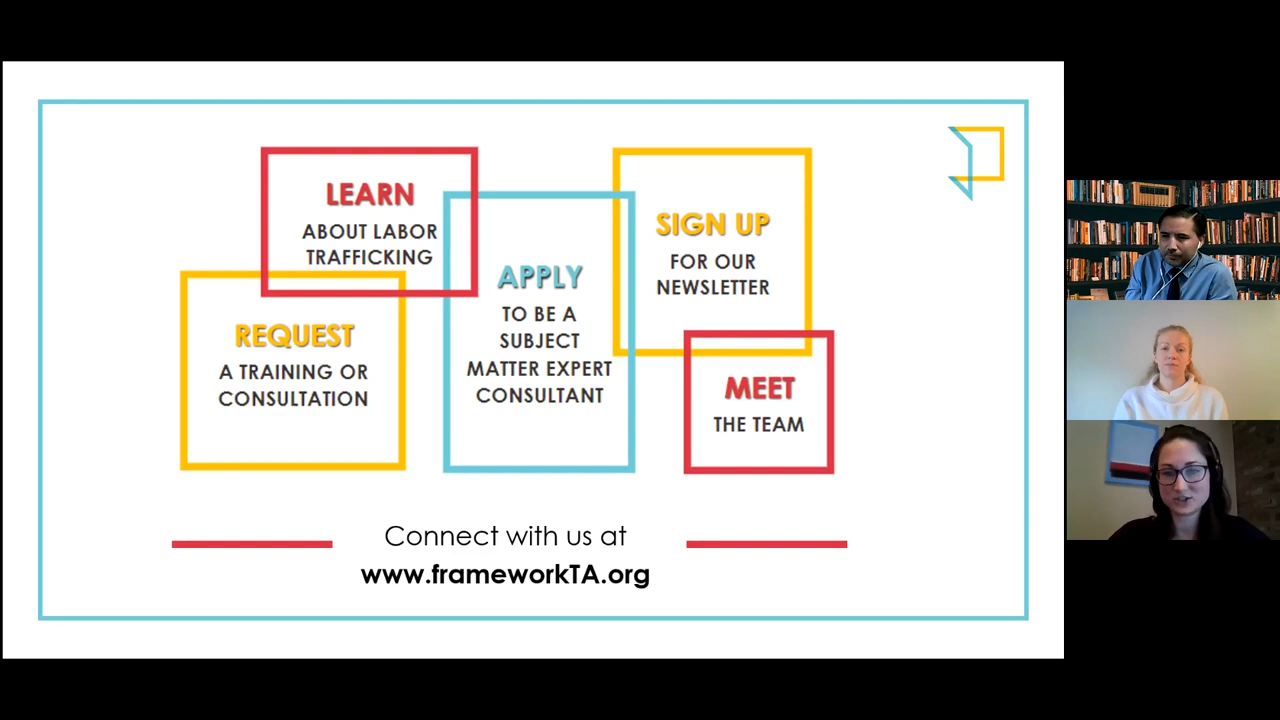 LEARN
ABOUT LABOR
TRAFFICKING
REQUEST
A TRAINING OR
CONSULTATION
APPLY
TO BE A
SUBJECT
MATTER EXPERT
CONSULTANT
SIGN UP
FOR OUR
NEWSLETTER
MEET
THE TEAM
Connect with us at
www.frameworkTA.org